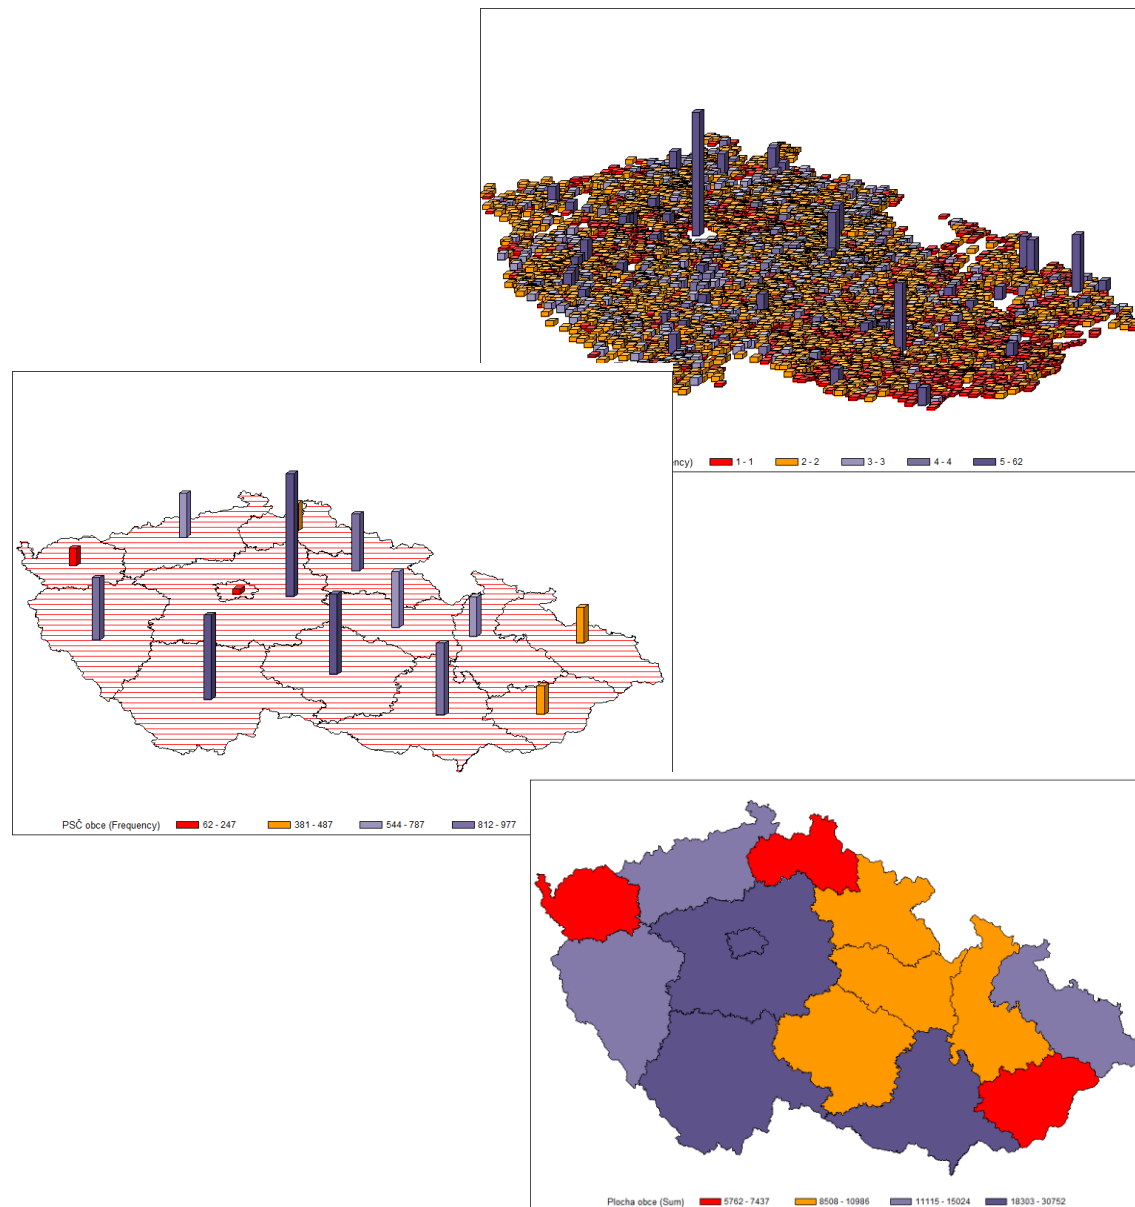 ency) 1 - 1 2 - 2 3 - 3 4 - 4 5 - 62
PSČ obce (Frequency) 62 - 247 381 - 487 544 - 787 812 - 977
Plocha obce (Sum) 5762 - 7437 8508 - 10986 11115 - 15024 18303 - 30752